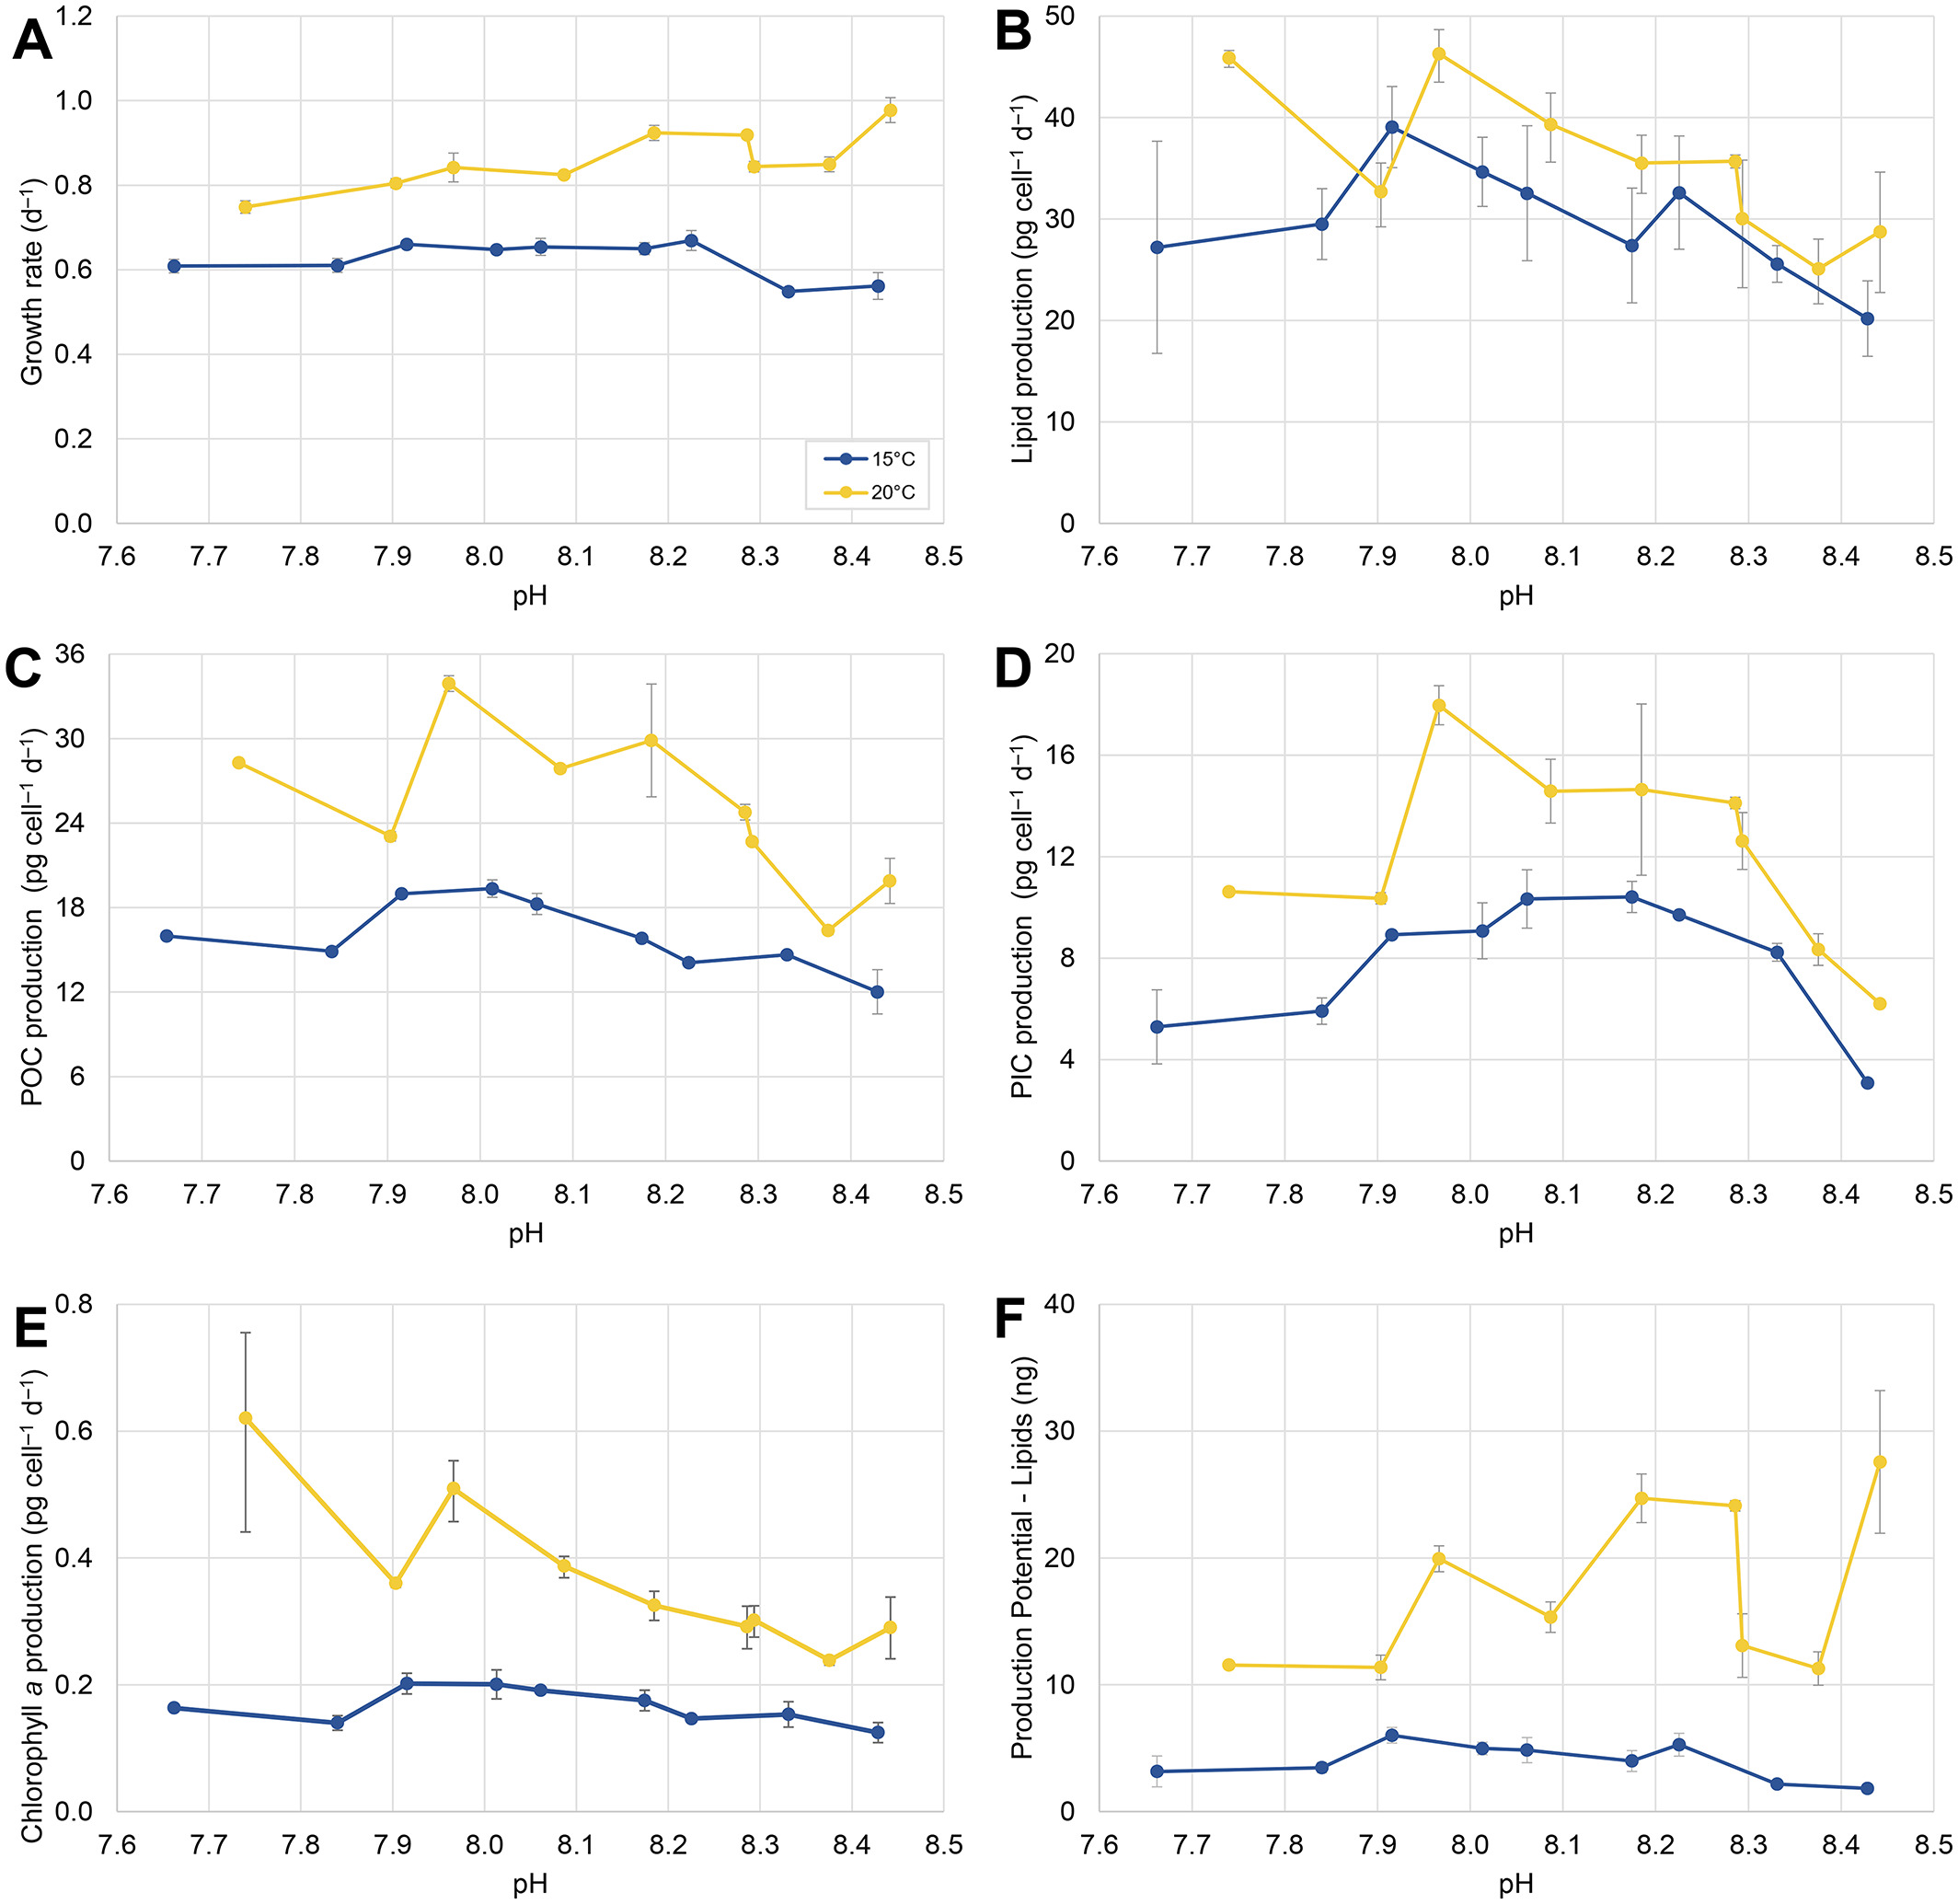 A
1.2
1.0
0.8
0.6
0.4
0.2
0.0
Growth rate (d⁻¹)
15°C
20°C
7.6 7.7 7.8 7.9 8.0 8.1 8.2 8.3 8.4 8.5
pH
B
50
40
30
20
10
0
Lipid production (pg cell⁻¹ d⁻¹)
7.6 7.7 7.8 7.9 8.0 8.1 8.2 8.3 8.4 8.5
pH
C
36
30
24
18
12
6
0
POC production (pg cell⁻¹ d⁻¹)
7.6 7.7 7.8 7.9 8.0 8.1 8.2 8.3 8.4 8.5
pH
D
20
16
12
8
4
0
PIC production (pg cell⁻¹ d⁻¹)
7.6 7.7 7.8 7.9 8.0 8.1 8.2 8.3 8.4 8.5
pH
E
0.8
0.6
0.4
0.2
0.0
Chlorophyll a production (pg cell⁻¹ d⁻¹)
7.6 7.7 7.8 7.9 8.0 8.1 8.2 8.3 8.4 8.5
pH
F
40
30
20
10
0
Production Potential - Lipids (ng)
7.6 7.7 7.8 7.9 8.0 8.1 8.2 8.3 8.4 8.5
pH